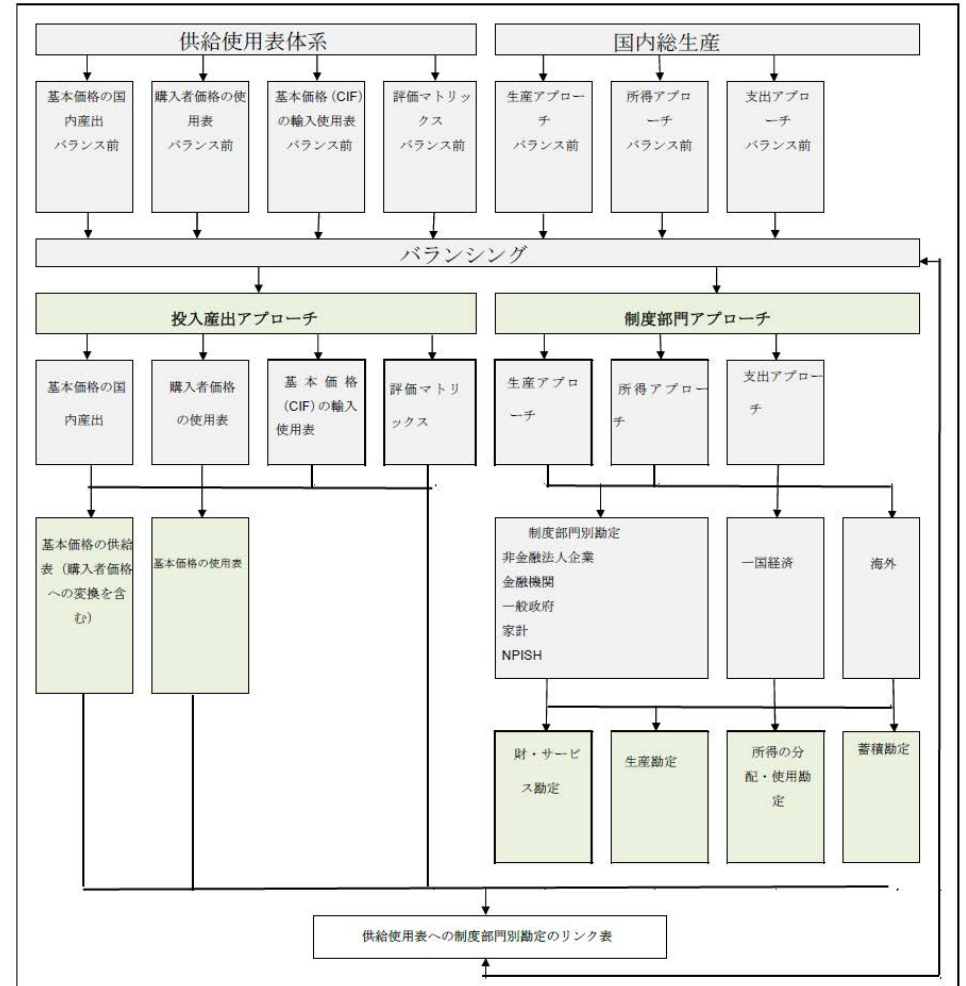 供給使用表体系
国内総生産
基本価格の国
内産出
バランス前
購入者価格の使
用表
バランス前
基本価格(CIF)
の輸入使用表
バランス前
評価マトリッ
クス
バランス前
生産アプロー
チ
バランス前
所得アプロ
ーチ
バランス前
支出アプロ
ーチ
バランス前
バランシング
投入産出アプローチ
制度部門アプローチ
基本価格の国
内産出
購入者価格
の使用表
基本価格
(CIF)の輸入
使用表
評価マトリ
ックス
生産アプロ
ーチ
所得アプロー
チ
支出アプロー
チ
基本価格の供給
表（購入者価格
への変換を含
む）
基本価格の使用表
制度部門別勘定
非金融法人企業
金融機関
一般政府
家計
NPISH
一国経済
海外
財・サービ
ス勘定
生産勘定
所得の分
配・使用勘
定
蓄積勘定
供給使用表への制度部門別勘定のリンク表